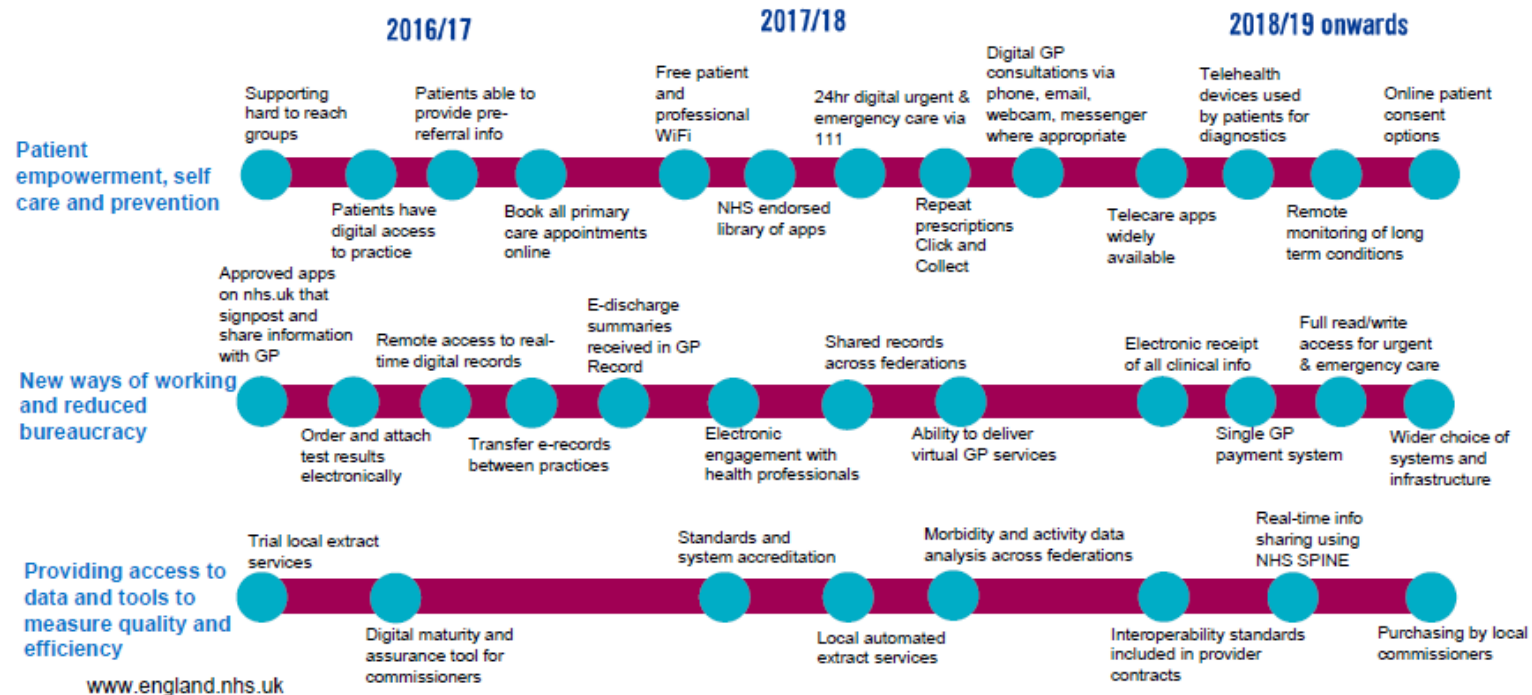 2016/17
2017/18
2018/19 onwards
Patient
empowerment, self
care and prevention
Supporting
hard to reach
groups
Patients have
digital access
to practice
Patients able to
provide pre-
referral info
Book all primary
care appointments
online
Free patient
and
professional
WiFi
NHS endorsed
library of apps
24hr digital urgent &
emergency care via
111
Repeat
prescriptions
Click and
Collect
Digital GP
consultations via
phone, email,
webcam, messenger
where appropriate
Telecare apps
widely
available
Telehealth
devices used
by patients for
diagnostics
Remote
monitoring of long
term conditions
Online patient
consent
options
New ways of working
and reduced
bureaucracy
Approved apps
on nhs.uk that
signpost and
share information
with GP
Order and attach
test results
electronically
Remote access to real-
time digital records
Transfer e-records
between practices
E-discharge
summaries
received in GP
Record
Electronic
engagement with
health professionals
Shared records
across federations
Ability to deliver
virtual GP services
Electronic receipt
of all clinical info
Single GP
payment system
Full read/write
access for urgent
& emergency care
Wider choice of
systems and
infrastructure
Providing access to
data and tools to
measure quality and
efficiency
Trial local extract
services
Digital maturity and
assurance tool for
commissioners
Standards and
system accreditation
Local automated
extract services
Morbidity and activity data
analysis across federations
Interoperability standards
included in provider
contracts
Real-time info
sharing using
NHS SPINE
Purchasing by local
commissioners
www.england.nhs.uk